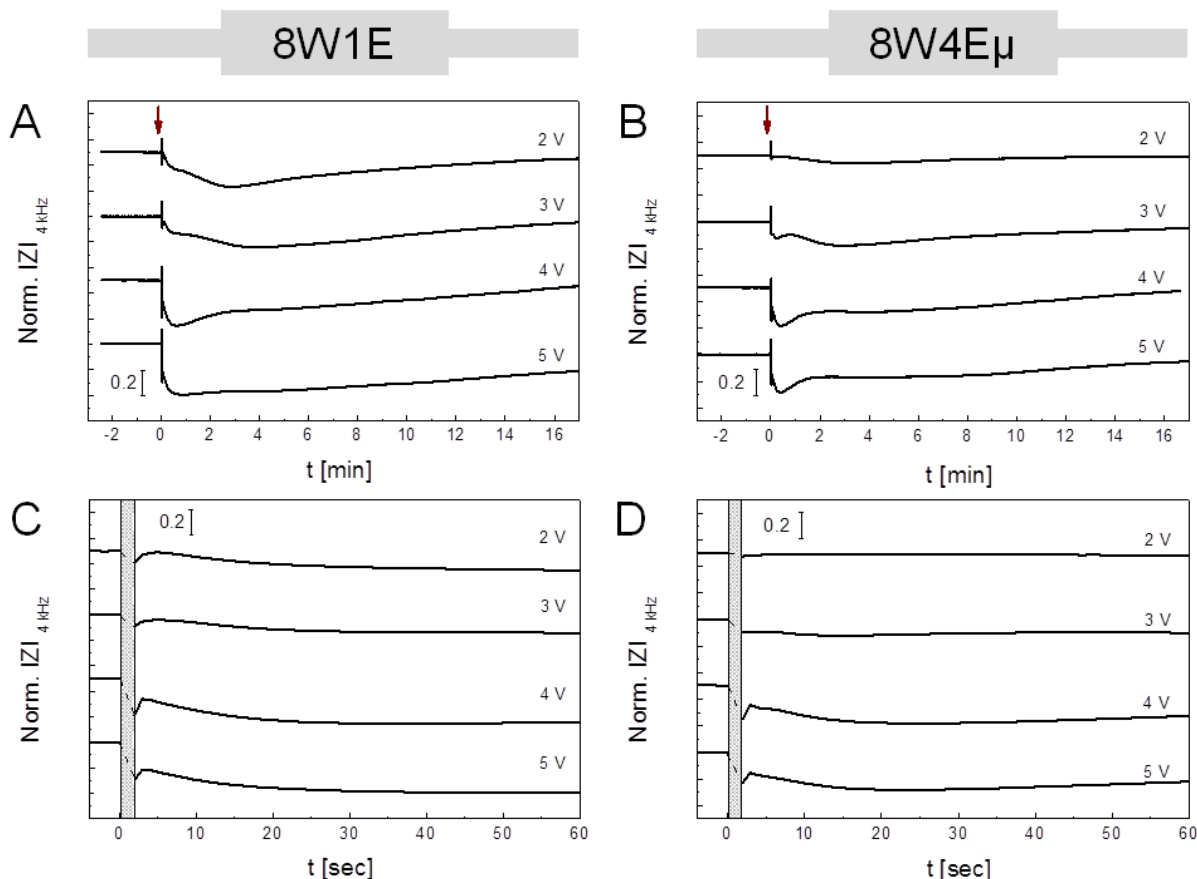 8W1E
8W4Eµ
A
Norm. IZI 4 kHz
2 V
3 V
4 V
5 V
0.2
-2 0 2 4 6 8 10 12 14 16
t [min]
B
Norm. IZI 4 kHz
2 V
3 V
4 V
5 V
0.2
-2 0 2 4 6 8 10 12 14 16
t [min]
C
Norm. IZI 4 kHz
0.2
2 V
3 V
4 V
5 V
0 10 20 30 40 50 60
t [sec]
D
Norm. IZI 4 kHz
0.2
2 V
3 V
4 V
5 V
0 10 20 30 40 50 60
t [sec]